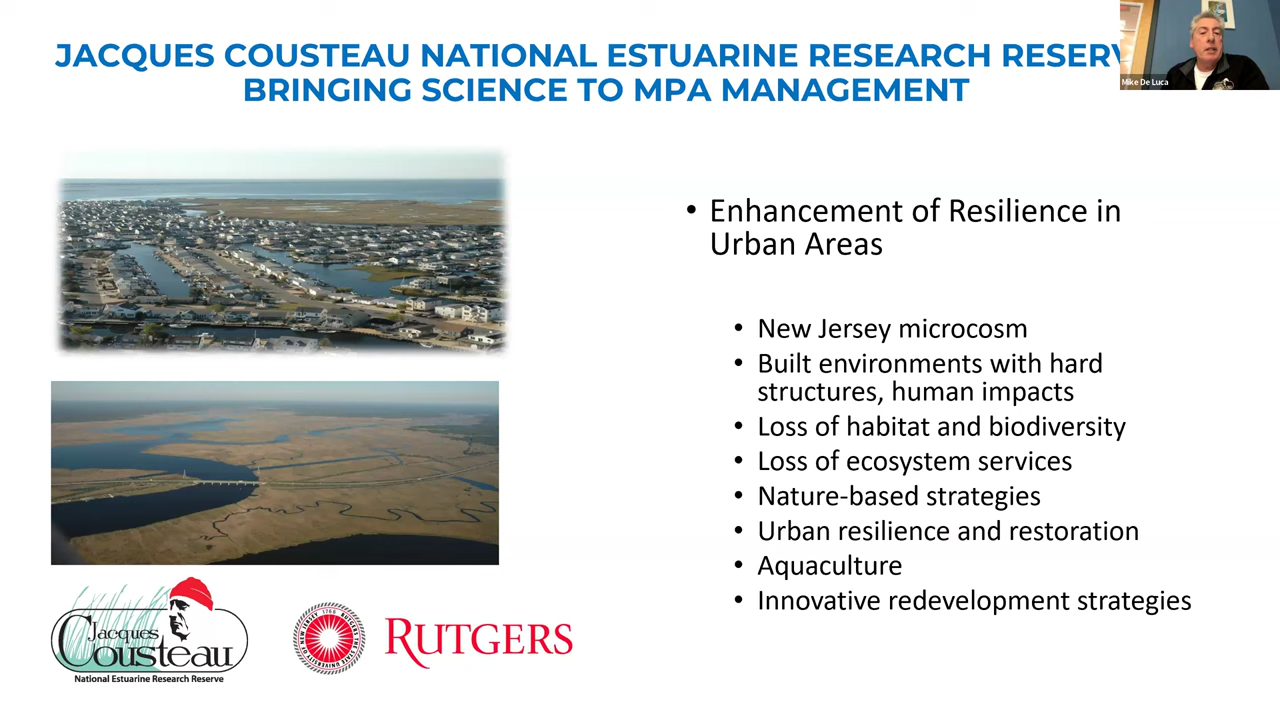 JACQUES COUSTEAU NATIONAL ESTUARINE RESEARCH RESERV
BRINGING SCIENCE TO MPA MANAGEMENT
Mike De Luca
• Enhancement of Resilience in
Urban Areas
• New Jersey microcosm
• Built environments with hard
structures, human impacts
• Loss of habitat and biodiversity
• Loss of ecosystem services
• Nature-based strategies
• Urban resilience and restoration
• Aquaculture
• Innovative redevelopment strategies
Jacques
Cousteau
National Estuarine Research Reserve
1766
RUTGERS